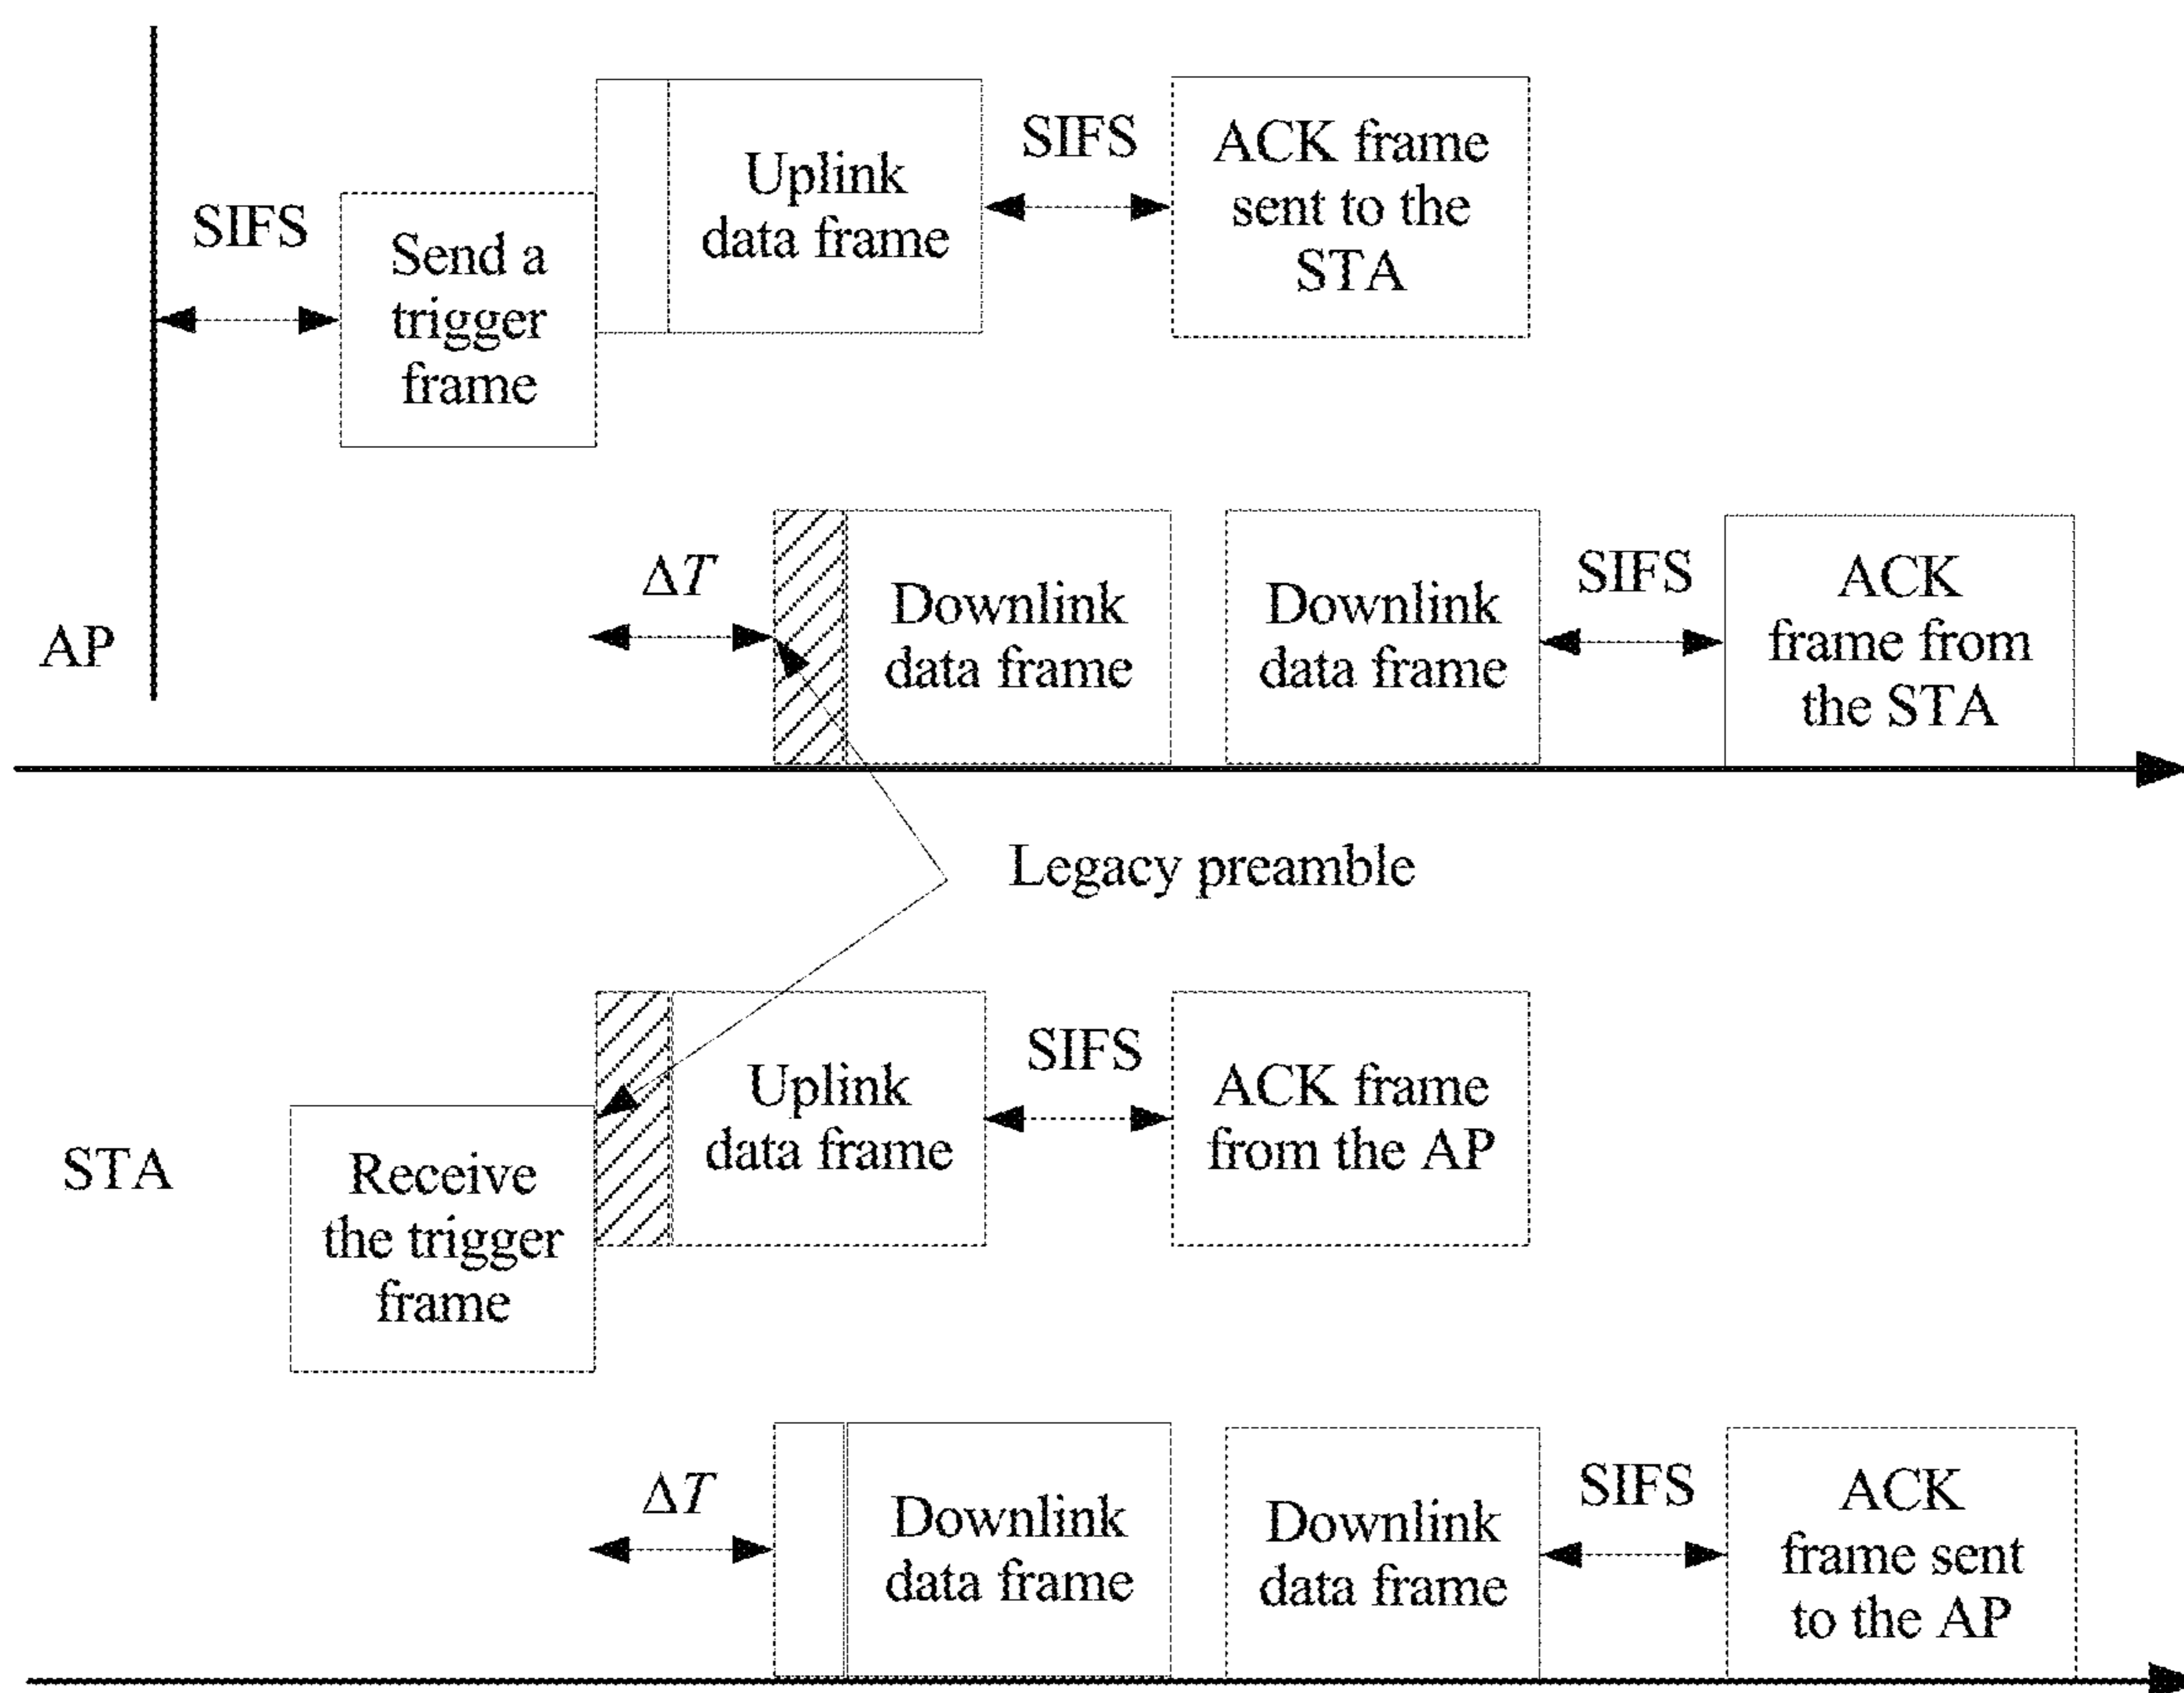 SIFS
Send a
trigger
frame
Uplink
data frame
SIFS
ACK frame
sent to the
STA
AP
ΔT
Downlink
data frame
Downlink
data frame
SIFS
ACK
frame from
the STA
Legacy preamble
STA
Receive
the trigger
frame
Uplink
data frame
SIFS
ACK frame
from the AP
ΔT
Downlink
data frame
Downlink
data frame
SIFS
ACK
frame sent
to the AP